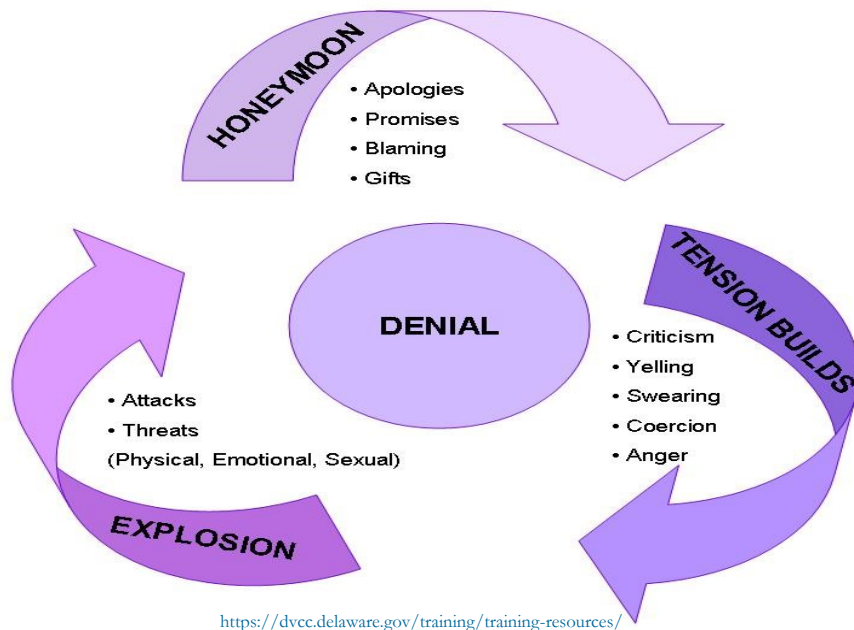 HONEYMOON
• Apologies
• Promises
• Blaming
• Gifts
TENSION BUILDS
• Criticism
• Yelling
• Swearing
• Coercion
• Anger
DENIAL
• Attacks
• Threats
(Physical, Emotional, Sexual)
EXPLOSION
https://dvcc.delaware.gov/training/training-resources/